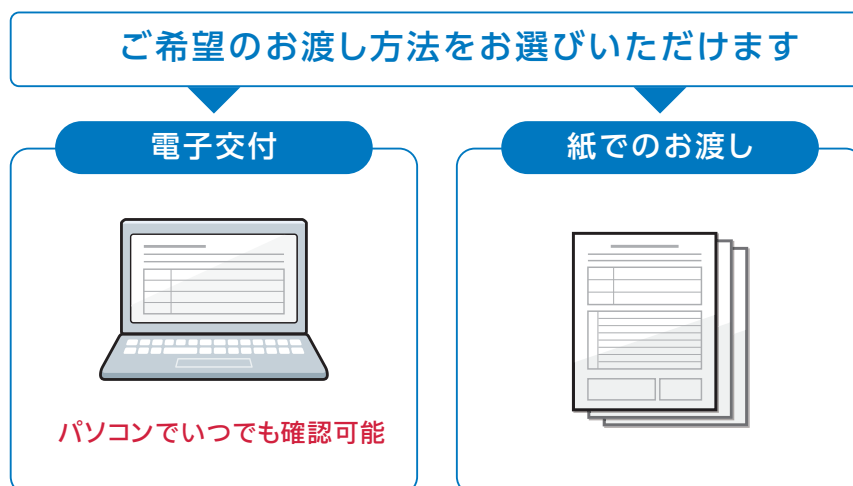 ご希望のお渡し方法をお選びいただけます
電子交付
紙でのお渡し
パソコンでいつでも確認可能